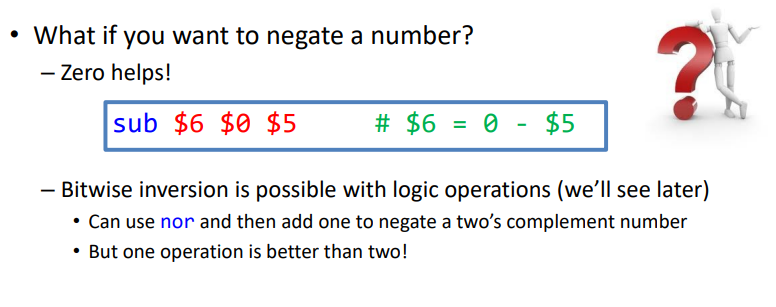 • What if you want to negate a number?
– Zero helps!
sub $6 $0 $5 # $6 = 0 - $5
– Bitwise inversion is possible with logic operations (we’ll see later)
• Can use nor and then add one to negate a two’s complement number
• But one operation is better than two!
?